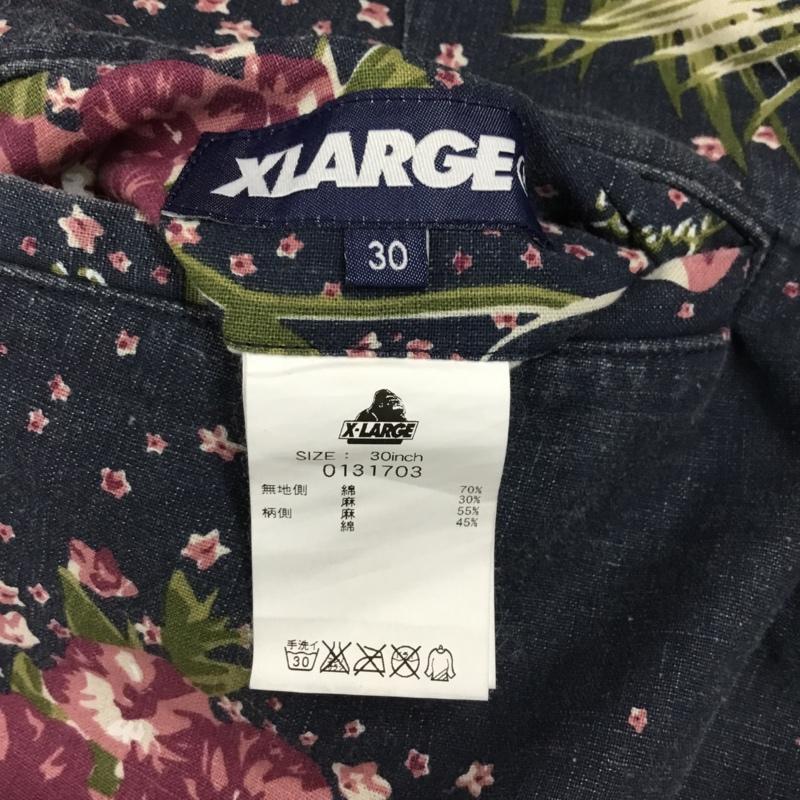 XLARGE
30
X-LARGE
SIZE : 30inch
0131703
無地側 綿 70%
麻 30%
柄側 麻 55%
綿 45%
手洗イ
30